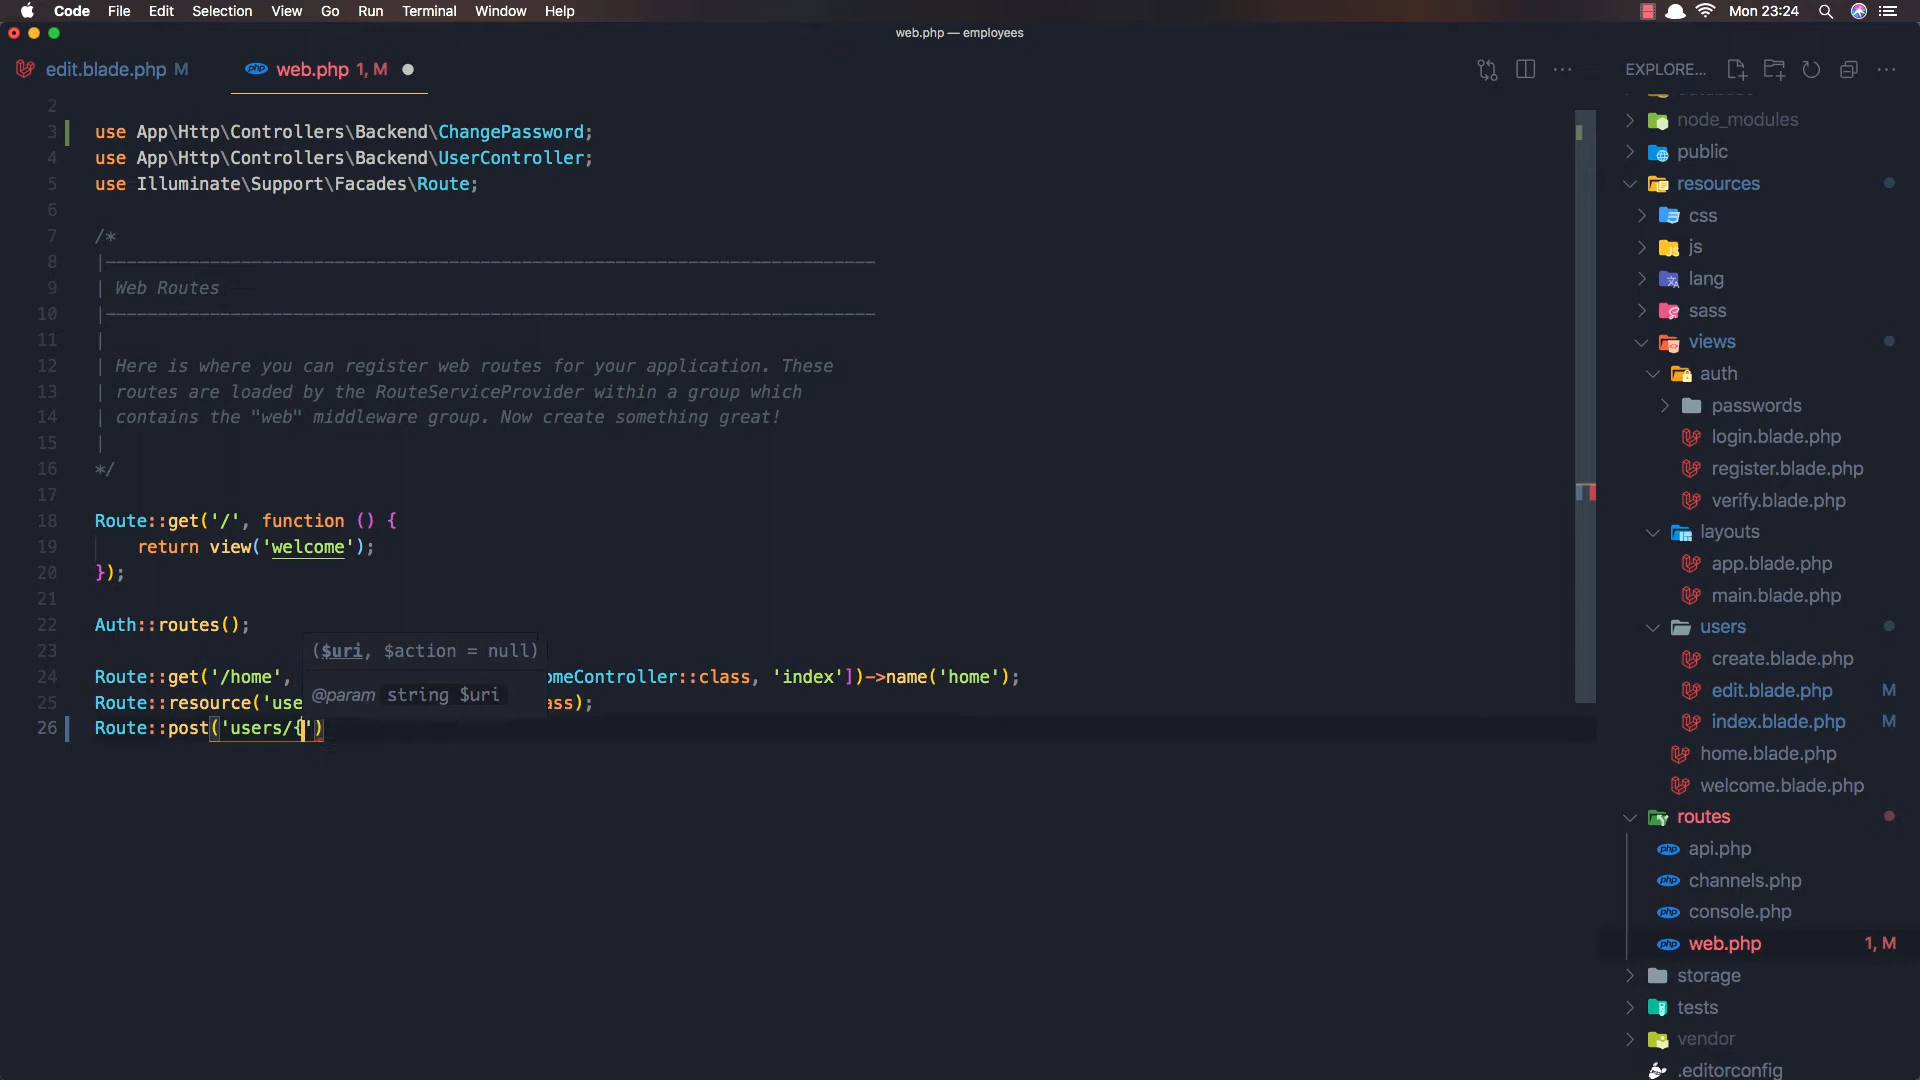 Code File Edit Selection View Go Run Terminal Window Help Mon 23:24
web.php — employees
edit.blade.php M web.php 1, M EXPLORE...
2
3 use App\Http\Controllers\Backend\ChangePassword;
4 use App\Http\Controllers\Backend\UserController;
5 use Illuminate\Support\Facades\Route;
6
7 /*
8 |--------------------------------------------------------------------------
9 | Web Routes
10 |--------------------------------------------------------------------------
11 |
12 | Here is where you can register web routes for your application. These
13 | routes are loaded by the RouteServiceProvider within a group which
14 | contains the "web" middleware group. Now create something great!
15 |
16 */
17
18 Route::get('/', function () {
19 return view('welcome');
20 });
21
22 Auth::routes();
23
($uri, $action = null)
24 Route::get('/home', omeController::class, 'index'])->name('home');
@param string $uri
25 Route::resource('use ass);
26 Route::post('users/{')
node_modules
public
resources
css
js
lang
sass
views
auth
passwords
login.blade.php
register.blade.php
verify.blade.php
layouts
app.blade.php
main.blade.php
users
create.blade.php
edit.blade.php M
index.blade.php M
home.blade.php
welcome.blade.php
routes
api.php
channels.php
console.php
web.php 1, M
storage
tests
vendor
.editorconfig